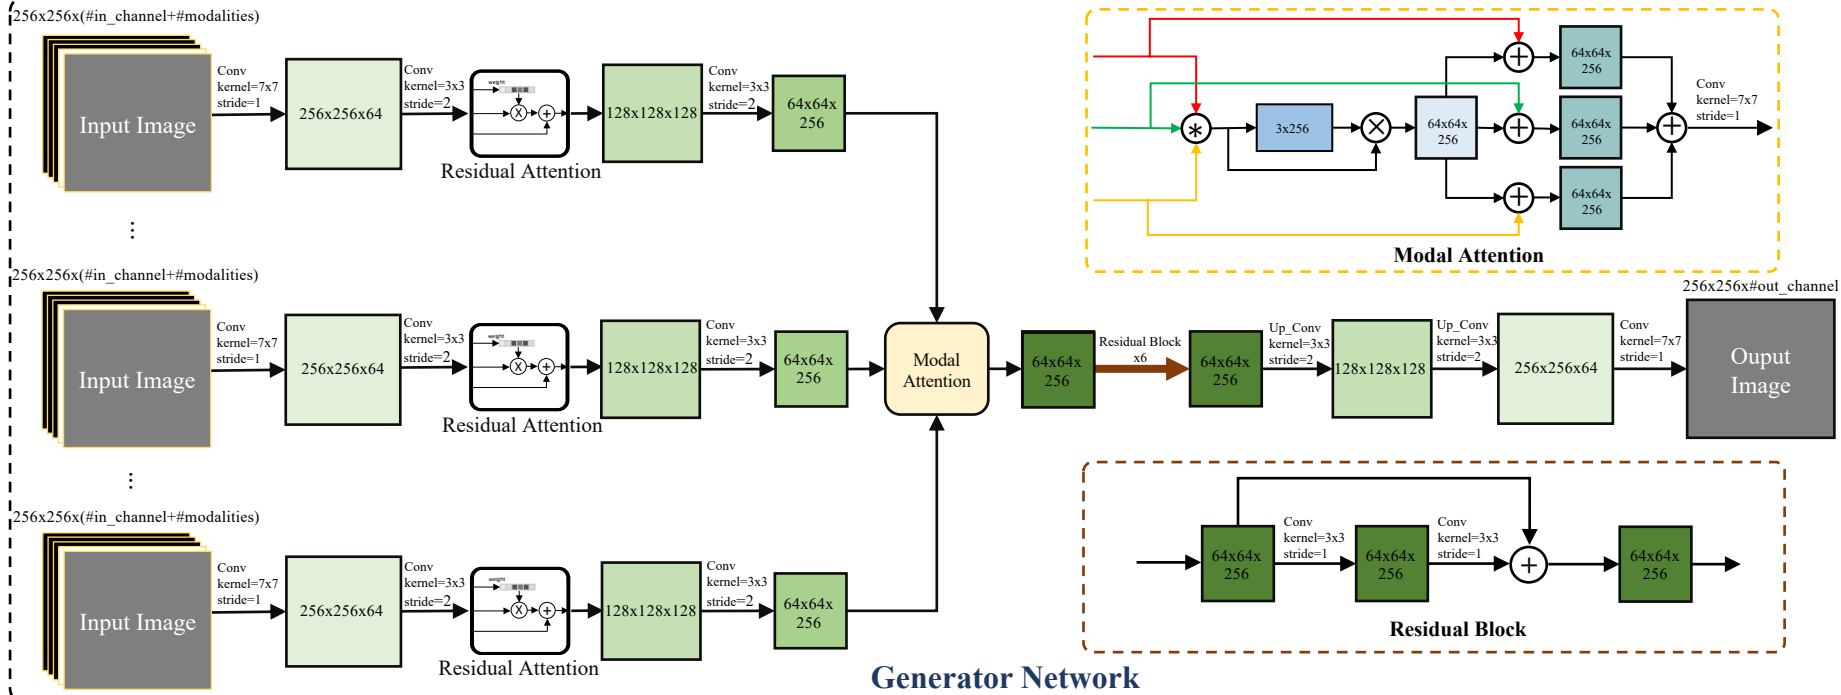 256x256x(#in_channel+#modalities)
Input Image
Conv
kernel=7x7
stride=1
256x256x64
Conv
kernel=3x3
stride=2
weight
X
+
Residual Attention
128x128x128
Conv
kernel=3x3
stride=2
64x64x
256
⋮
256x256x(#in_channel+#modalities)
Input Image
Conv
kernel=7x7
stride=1
256x256x64
Conv
kernel=3x3
stride=2
weight
X
+
Residual Attention
128x128x128
Conv
kernel=3x3
stride=2
64x64x
256
⋮
256x256x(#in_channel+#modalities)
Input Image
Conv
kernel=7x7
stride=1
256x256x64
Conv
kernel=3x3
stride=2
weight
X
+
Residual Attention
128x128x128
Conv
kernel=3x3
stride=2
64x64x
256
Modal
Attention
64x64x
256
Residual Block
x6
64x64x
256
Up_Conv
kernel=3x3
stride=2
128x128x128
Up_Conv
kernel=3x3
stride=2
256x256x64
Conv
kernel=7x7
stride=1
256x256x#out_channel
Ouput
Image
*
3x256
×
64x64x
256
+
64x64x
256
+
64x64x
256
+
64x64x
256
+
Conv
kernel=7x7
stride=1
Modal Attention
64x64x
256
Conv
kernel=3x3
stride=1
64x64x
256
Conv
kernel=3x3
stride=1
+
64x64x
256
Residual Block
Generator Network